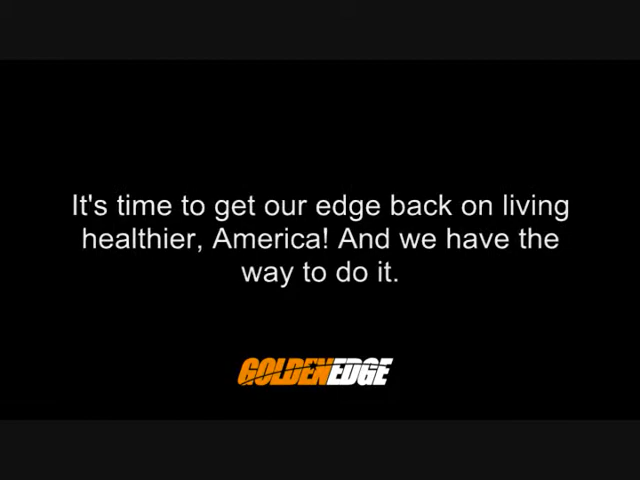 It's time to get our edge back on living
healthier, America! And we have the
way to do it.
GOLDENEDGE